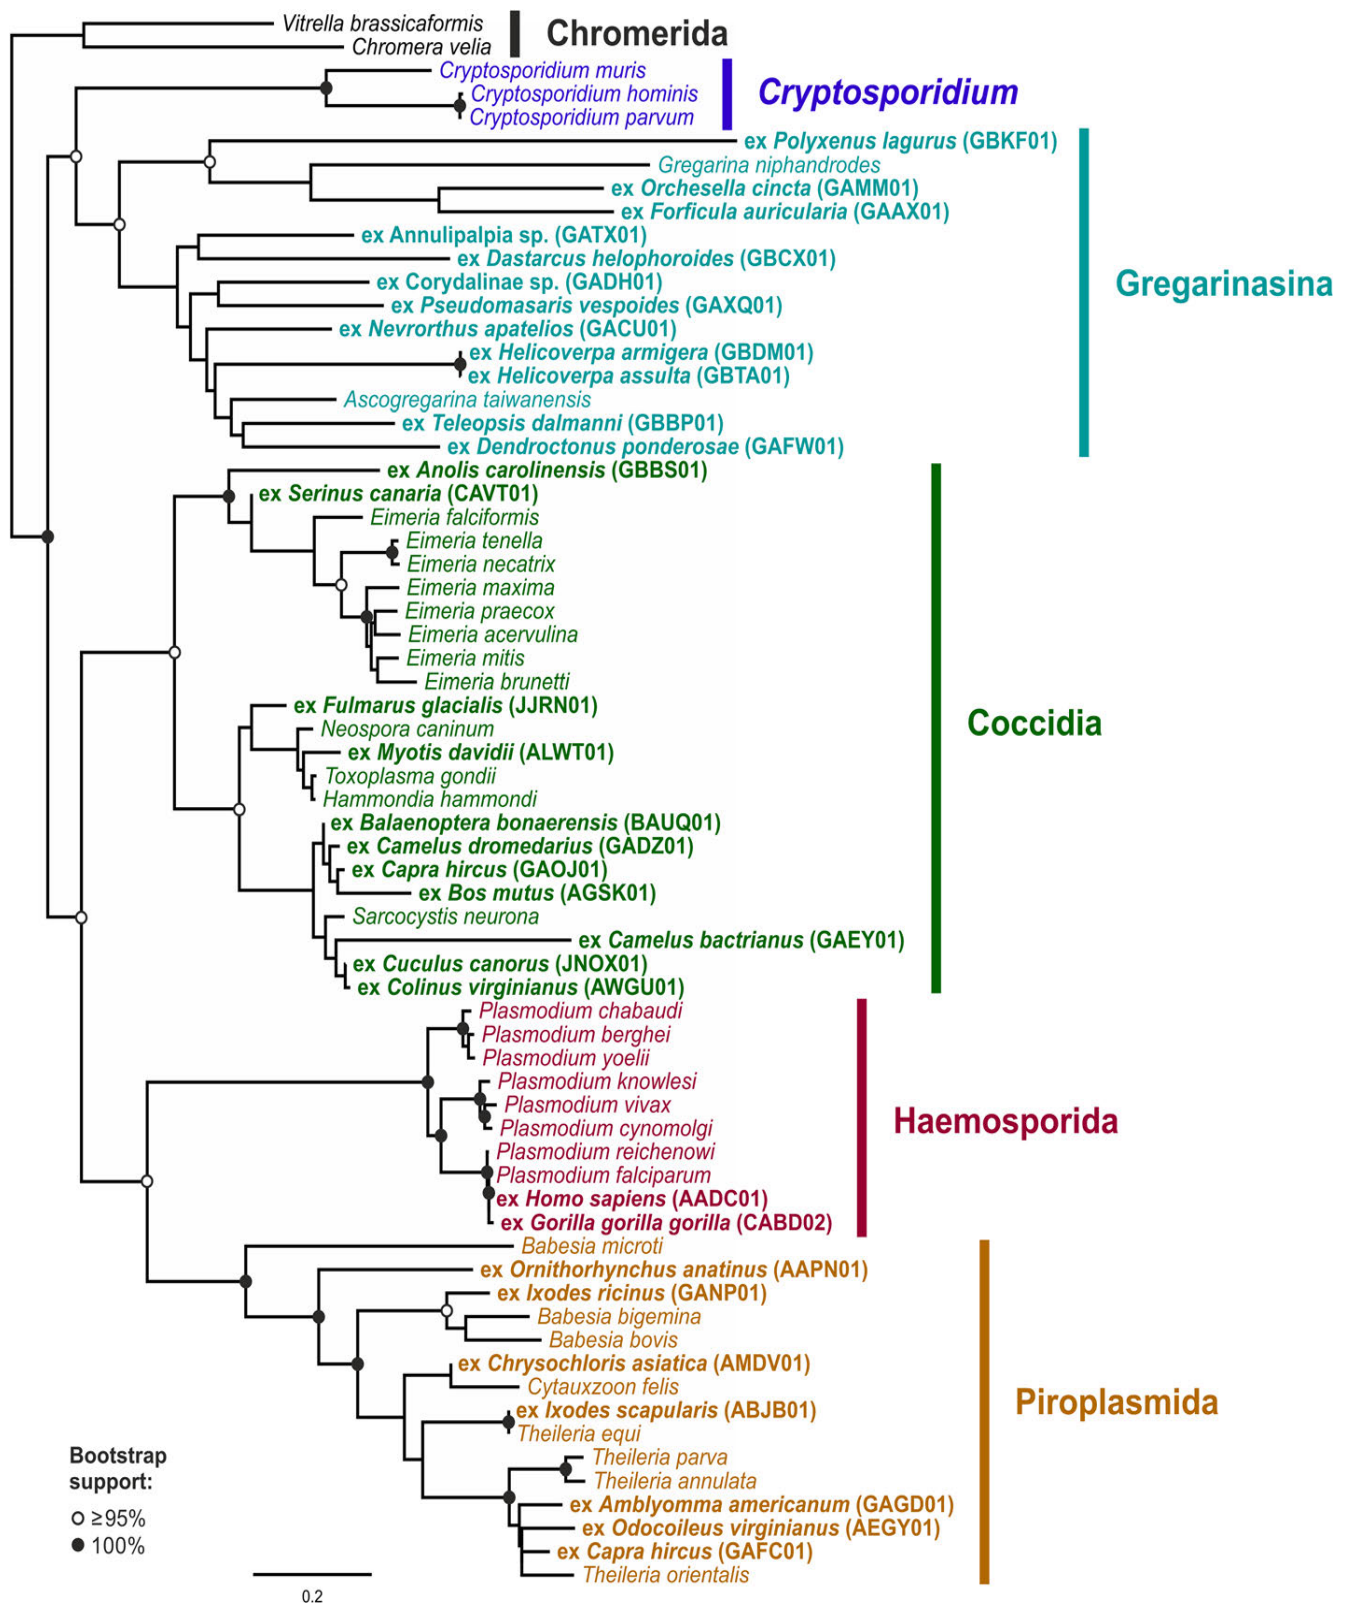 Vitrella brassicaformis
Chromera velia
Chromerida
Cryptosporidium muris
Cryptosporidium hominis
Cryptosporidium parvum
Cryptosporidium
ex Polyxenus lagurus (GBKF01)
Gregarina niphandrodes
ex Orchesella cincta (GAMM01)
ex Forficula auricularia (GAAX01)
ex Annulipalpia sp. (GATX01)
ex Dastarcus helophoroides (GBCX01)
ex Corydalinae sp. (GADH01)
ex Pseudomasaris vespoides (GAXQ01)
ex Nevrorthus apatelios (GACU01)
ex Helicoverpa armigera (GBDM01)
ex Helicoverpa assulta (GBTA01)
Ascogregarina taiwanensis
ex Teleopsis dalmanni (GBBP01)
ex Dendroctonus ponderosae (GAFW01)
Gregarinasina
ex Anolis carolinensis (GBBS01)
ex Serinus canaria (CAVT01)
Eimeria falciformis
Eimeria tenella
Eimeria necatrix
Eimeria maxima
Eimeria praecox
Eimeria acervulina
Eimeria mitis
Eimeria brunetti
ex Fulmarus glacialis (JJRN01)
Neospora caninum
ex Myotis davidii (ALWT01)
Toxoplasma gondii
Hammondia hammondi
ex Balaenoptera bonaerensis (BAUQ01)
ex Camelus dromedarius (GADZ01)
ex Capra hircus (GAOJ01)
ex Bos mutus (AGSK01)
Sarcocystis neurona
ex Camelus bactrianus (GAEY01)
ex Cuculus canorus (JNOX01)
ex Colinus virginianus (AWGU01)
Coccidia
Plasmodium chabaudi
Plasmodium berghei
Plasmodium yoelii
Plasmodium knowlesi
Plasmodium vivax
Plasmodium cynomolgi
Plasmodium reichenowi
Plasmodium falciparum
ex Homo sapiens (AADC01)
ex Gorilla gorilla gorilla (CABD02)
Haemosporida
Babesia microti
ex Ornithorhynchus anatinus (AAPN01)
ex Ixodes ricinus (GANP01)
Babesia bigemina
Babesia bovis
ex Chrysochloris asiatica (AMDV01)
Cytauxzoon felis
ex Ixodes scapularis (ABJB01)
Theileria equi
Theileria parva
Theileria annulata
ex Amblyomma americanum (GAGD01)
ex Odocoileus virginianus (AEGY01)
ex Capra hircus (GAFC01)
Theileria orientalis
Piroplasmida
Bootstrap
support:
≥95%
100%
0.2